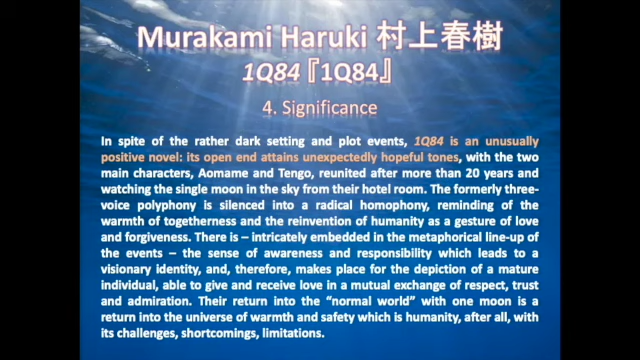 Murakami Haruki 村上春樹
1Q84『1Q84』
4. Significance
In spite of the rather dark setting and plot events, 1Q84 is an unusually
positive novel: its open end attains unexpectedly hopeful tones, with the two
main characters, Aomame and Tengo, reunited after more than 20 years and
watching the single moon in the sky from their hotel room. The formerly three-
voice polyphony is silenced into a radical homophony, reminding of the
warmth of togetherness and the reinvention of humanity as a gesture of love
and forgiveness. There is – intricately embedded in the metaphorical line-up of
the events – the sense of awareness and responsibility which leads to a
visionary identity, and, therefore, makes place for the depiction of a mature
individual, able to give and receive love in a mutual exchange of respect, trust
and admiration. Their return into the “normal world” with one moon is a
return into the universe of warmth and safety which is humanity, after all, with
its challenges, shortcomings, limitations.